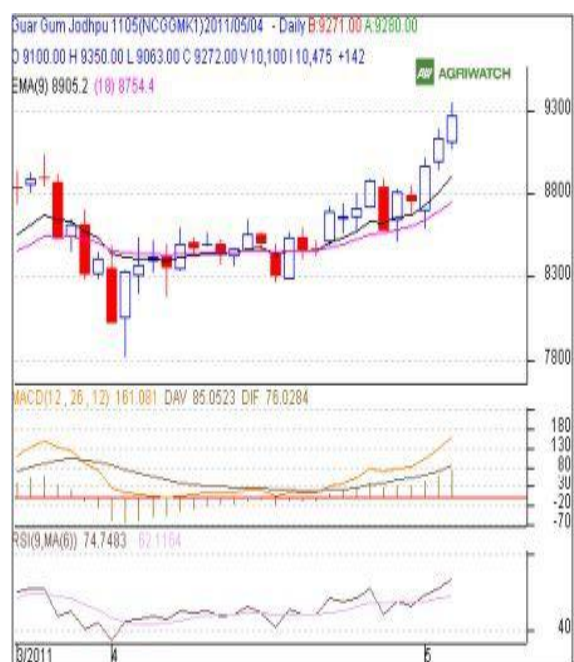 Guar Gum Jodhpu 1105(NCGGMK1)2011/05/04 - Daily B:9271.00 A:9280.00
O 9100.00 H 9350.00 L 9063.00 C 9272.00 V 10,100 I 10,475 +142
AW AGRIWATCH
EMA(9) 8905.2 (18) 8754.4
9300
8800
8300
7800
MACD(12, 26, 12) 161.081 DAV 85.0523 DIF 76.0284
180
130
80
30
-20
-70
RSI(9,MA(6)) 74.7483 62.1164
40
3/2011 4 5